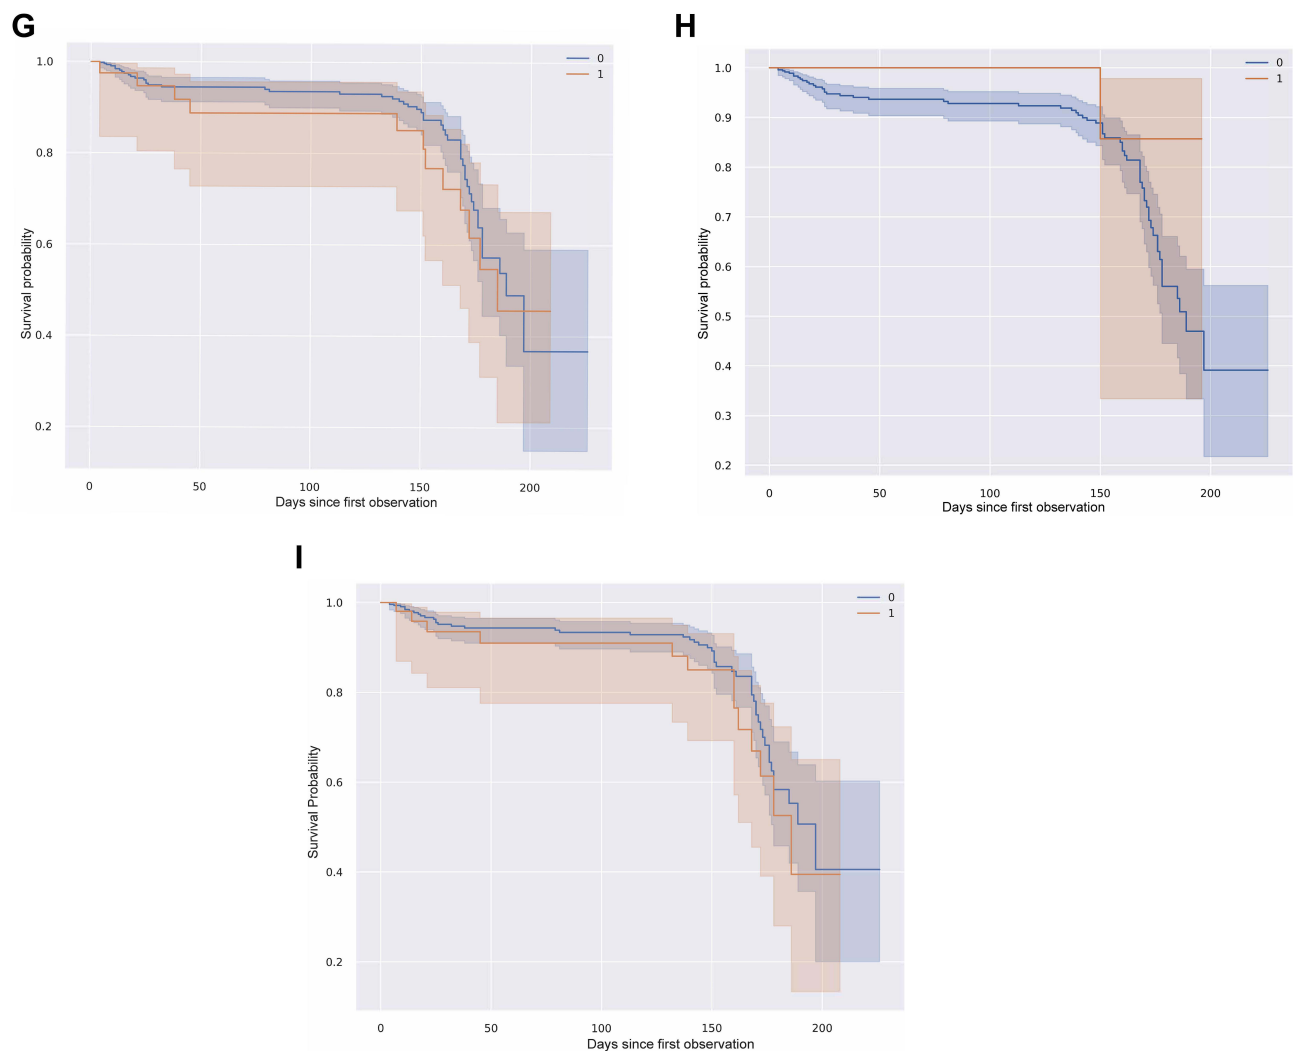 G
0
1
1.0
0.8
0.6
0.4
0.2
Survival probability
0 50 100 150 200
Days since first observation
H
0
1
1.0
0.9
0.8
0.7
0.6
0.5
0.4
0.3
0.2
Survival probability
0 50 100 150 200
Days since first observation
I
0
1
1.0
0.8
0.6
0.4
0.2
Survival Probability
0 50 100 150 200
Days since first observation